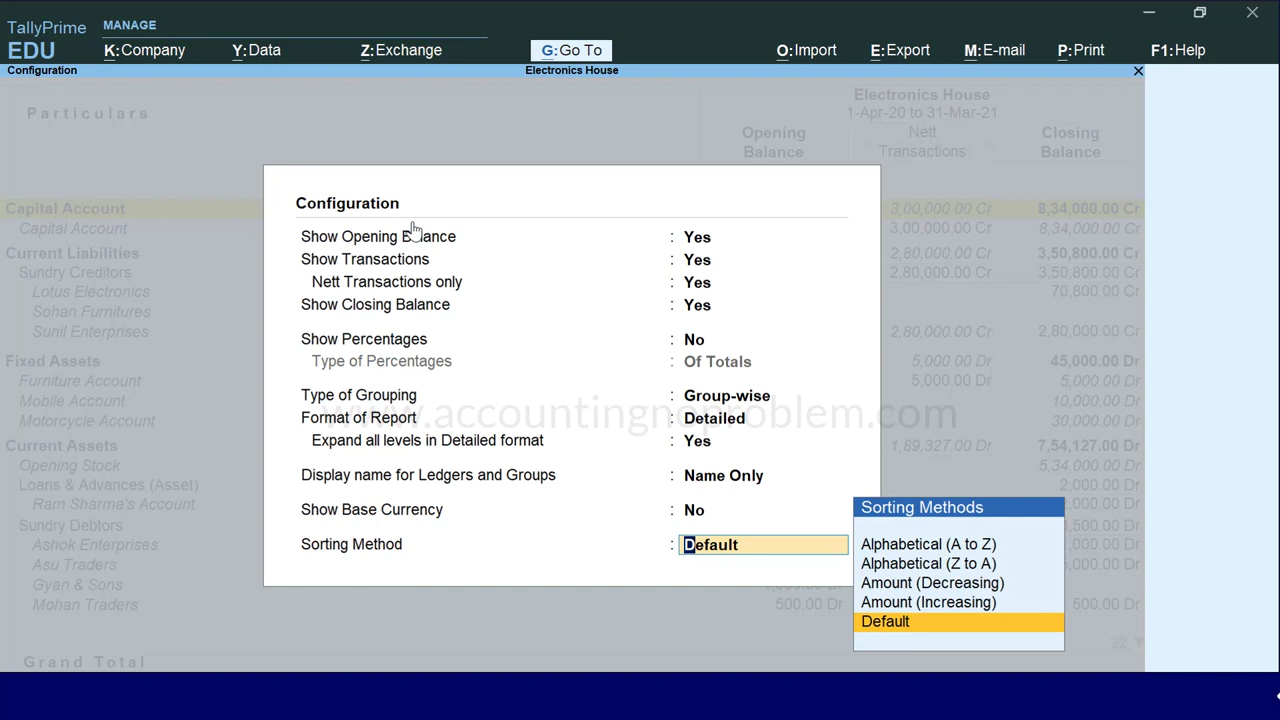 TallyPrime
MANAGE
EDU
K:Company
Y:Data
Z:Exchange
G:Go To
O:Import
E:Export
M:E-mail
P:Print
F1:Help
Configuration
Electronics House
Particulars
Electronics House
1-Apr-20 to 31-Mar-21
Opening Balance
Nett Transactions
Closing Balance
Capital Account 3,00,000.00 Cr 8,34,000.00 Cr
Capital Account 3,00,000.00 Cr 8,34,000.00 Cr
Current Liabilities 2,80,000.00 Cr 3,50,800.00 Cr
Sundry Creditors 2,80,000.00 Cr 3,50,800.00 Cr
Lotus Electronics 70,800.00 Cr
Sohan Furnitures
Sunil Enterprises 2,80,000.00 Cr 2,80,000.00 Cr
Fixed Assets 5,000.00 Dr 45,000.00 Dr
Furniture Account 5,000.00 Dr 5,000.00 Dr
Mobile Account 10,000.00 Dr
Motorcycle Account 30,000.00 Dr
Current Assets 1,89,327.00 Dr 7,54,127.00 Dr
Opening Stock 5,34,000.00 Dr
Loans & Advances (Asset) 2,000.00 Dr
Ram Sharma's Account
Sundry Debtors
Ashok Enterprises
Asu Traders
Gyan & Sons
Mohan Traders 500.00 Dr 500.00 Dr
22 ▼
Grand Total
Configuration
Show Opening Balance : Yes
Show Transactions : Yes
Nett Transactions only : Yes
Show Closing Balance : Yes
Show Percentages : No
Type of Percentages : Of Totals
Type of Grouping : Group-wise
Format of Report : Detailed
Expand all levels in Detailed format : Yes
Display name for Ledgers and Groups : Name Only
Show Base Currency : No
Sorting Method : Default
Sorting Methods
Alphabetical (A to Z)
Alphabetical (Z to A)
Amount (Decreasing)
Amount (Increasing)
Default
www.accountingnoproblem.com